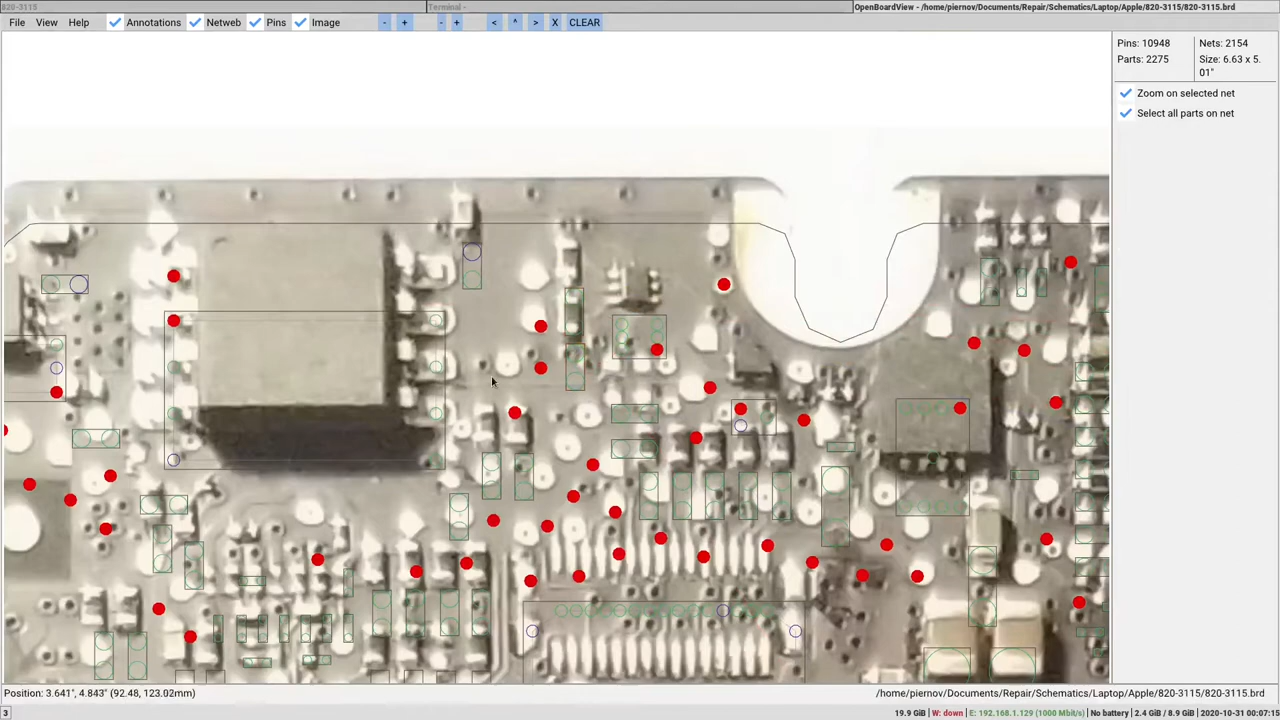 820-3115
Terminal -
OpenBoardView - /home/piernov/Documents/Repair/Schematics/Laptop/Apple/820-3115/820-3115.brd
File View Help Annotations Netweb Pins Image - + - + < ^ > X CLEAR
Pins: 10948 Nets: 2154
Parts: 2275 Size: 6.63 x 5.
01"
Zoom on selected net
Select all parts on net
Position: 3.641", 4.843" (92.48, 123.02mm)
/home/piernov/Documents/Repair/Schematics/Laptop/Apple/820-3115/820-3115.brd
3
19.9 GiB | W: down | E: 192.168.1.129 (1000 Mbit/s) | No battery | 2.4 GiB / 8.9 GiB | 2020-10-31 00:07:15